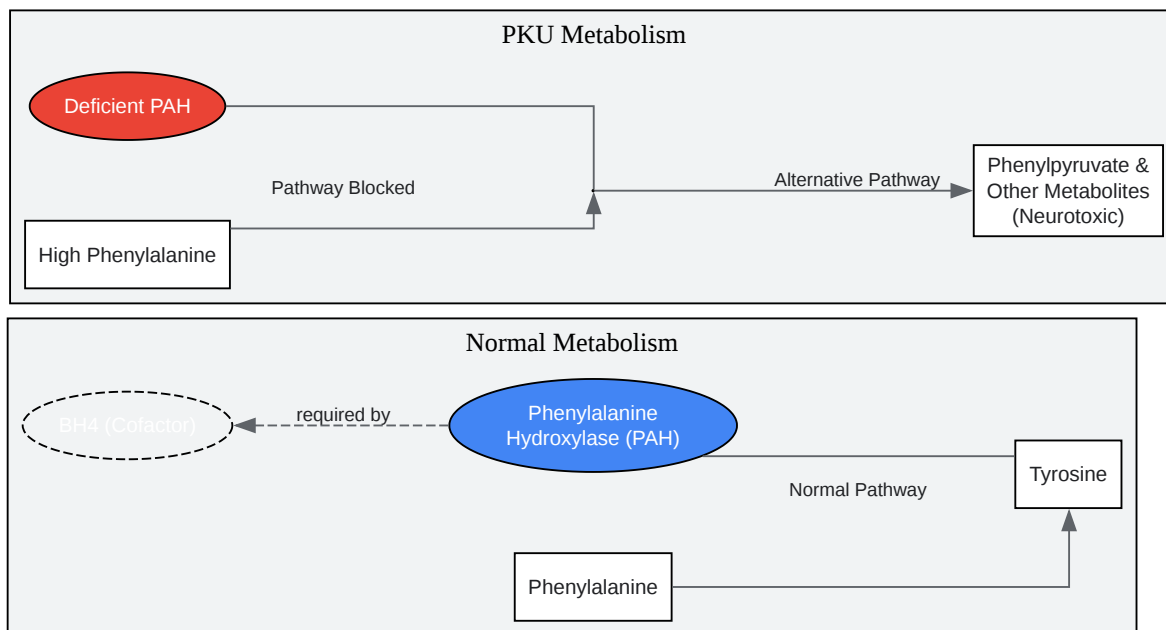 PKU Metabolism
Deficient PAH
Pathway Blocked
Alternative Pathway
Phenylpyruvate &
Other Metabolites
(Neurotoxic)
High Phenylalanine
Normal Metabolism
BH4 (Cofactor)
required by
Phenylalanine
Hydroxylase (PAH)
Normal Pathway
Tyrosine
Phenylalanine